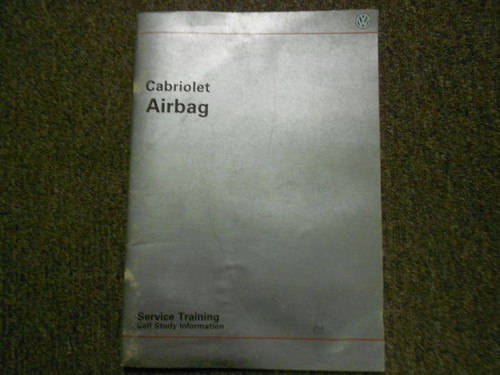 Cabriolet
Airbag
Service Training
Self Study Information